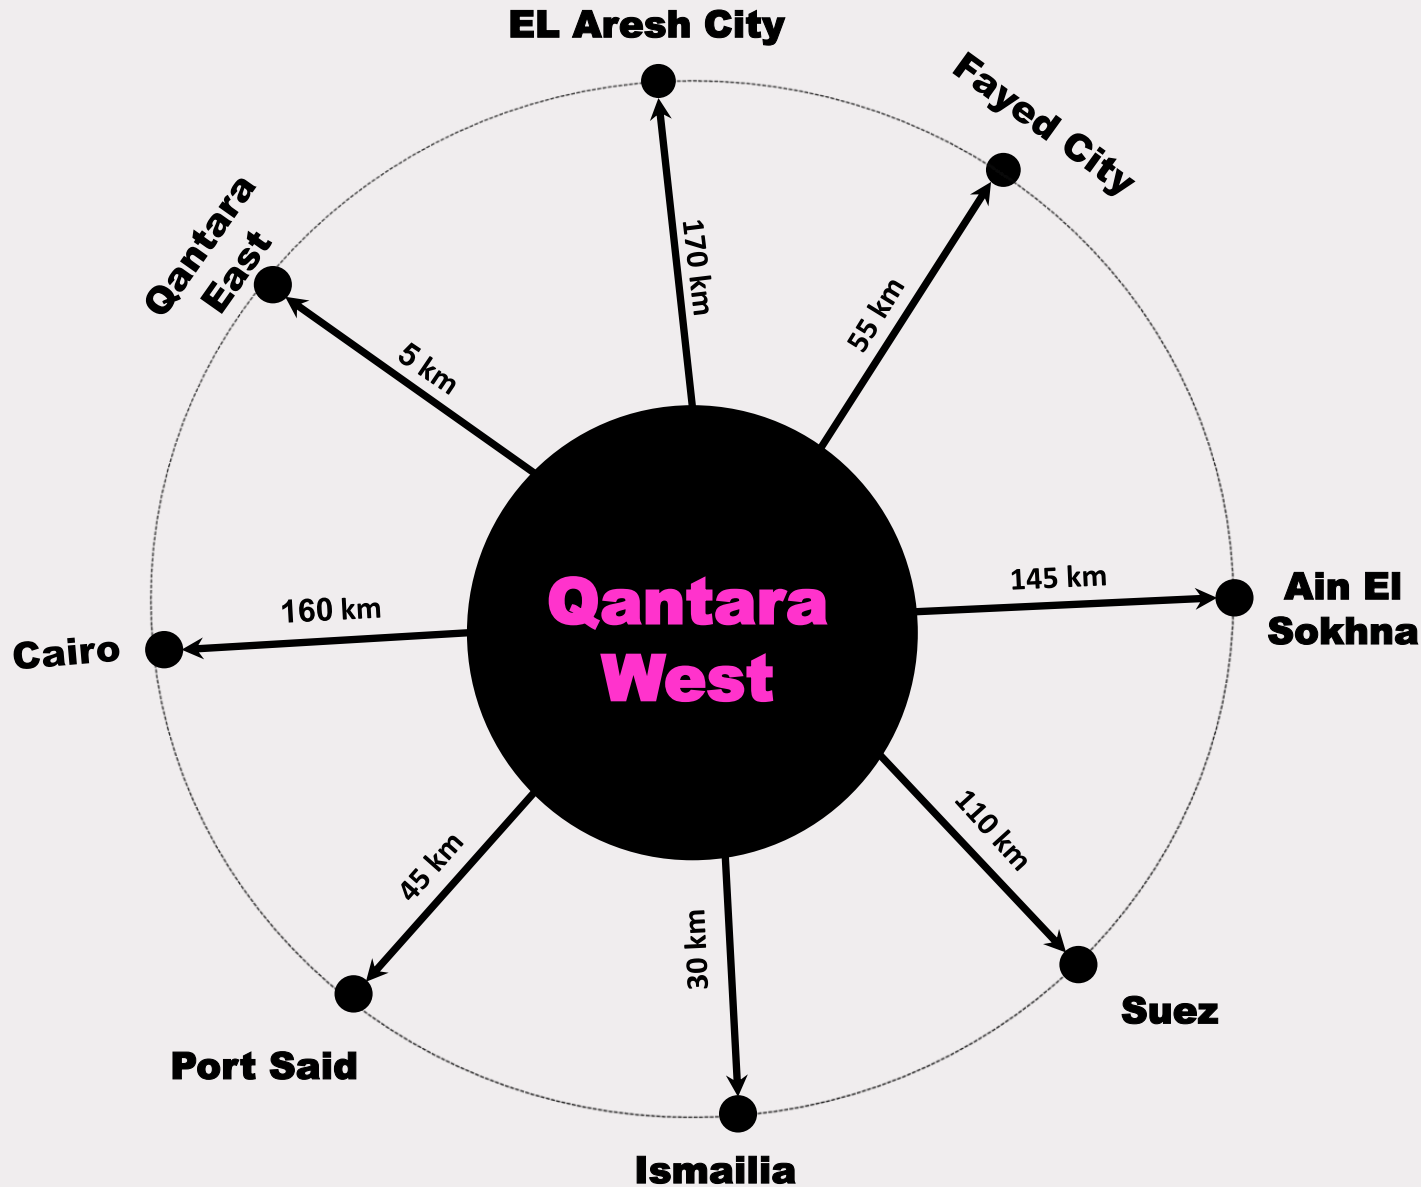 EL Aresh City
Fayed City
Qantara
East
170 km
55 km
5 km
145 km
Ain El
Sokhna
160 km
Cairo
Qantara
West
110 km
45 km
30 km
Suez
Port Said
Ismailia